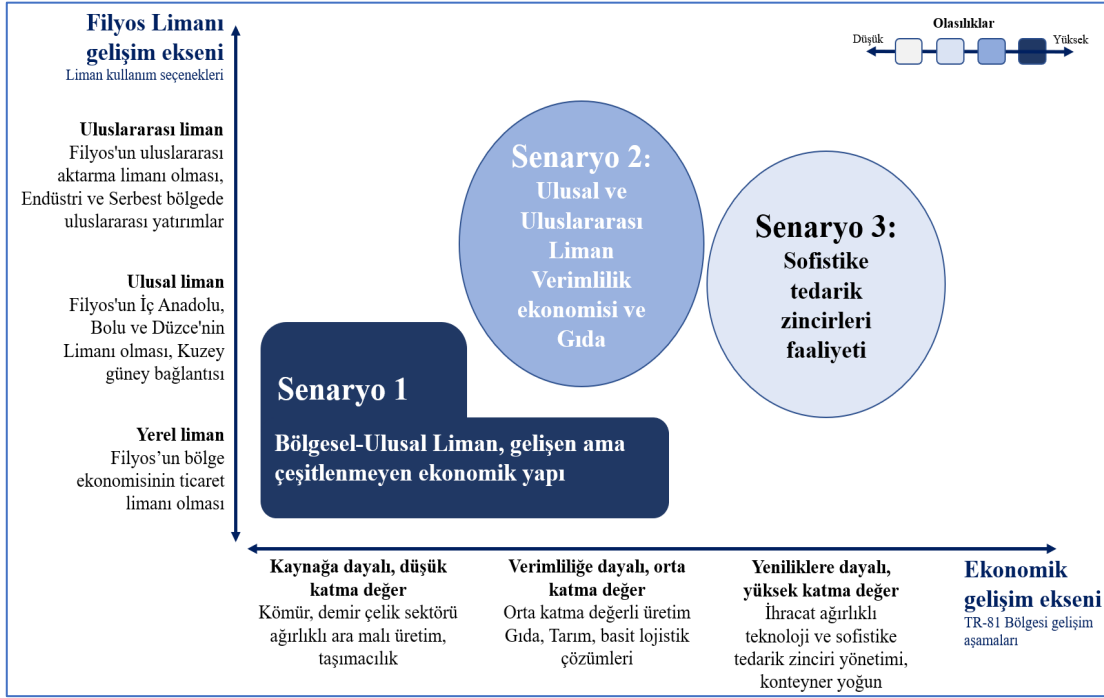 Filyos Limanı
gelişim ekseni
Liman kullanım seçenekleri
Olasılıklar
Düşük
Yüksek
Uluslararası liman
Filyos'un uluslararası
aktarma limanı olması,
Endüstri ve Serbest bölgede
uluslararası yatırımlar
Ulusal liman
Filyos'un İç Anadolu,
Bolu ve Düzce'nin
Limanı olması, Kuzey
güney bağlantısı
Yerel liman
Filyos’un bölge
ekonomisinin ticaret
limanı olması
Senaryo 1
Bölgesel-Ulusal Liman, gelişen ama
çeşitlenmeyen ekonomik yapı
Senaryo 2:
Ulusal ve
Uluslararası
Liman
Verimlilik
ekonomisi ve
Gıda
Senaryo 3:
Sofistike
tedarik
zincirleri
faaliyeti
Kaynağa dayalı, düşük
katma değer
Kömür, demir çelik sektörü
ağırlıklı ara malı üretim,
taşımacılık
Verimliliğe dayalı, orta
katma değer
Orta katma değerli üretim
Gıda, Tarım, basit lojistik
çözümleri
Yeniliklere dayalı,
yüksek katma değer
İhracat ağırlıklı
teknoloji ve sofistike
tedarik zinciri yönetimi,
konteyner yoğun
Ekonomik
gelişim ekseni
TR-81 Bölgesi gelişim
aşamaları